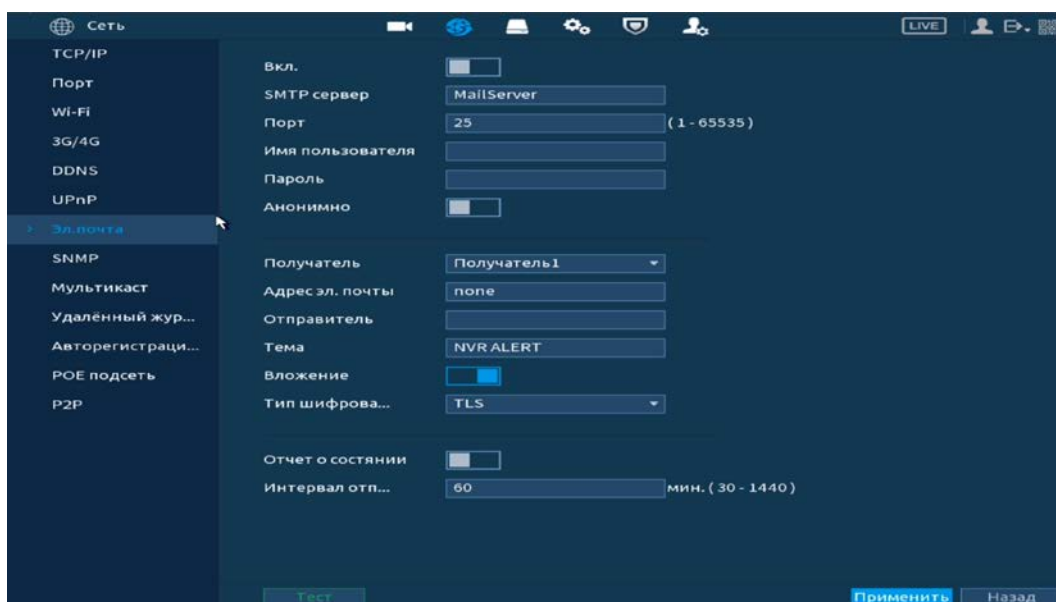 Сеть
LIVE
TCP/IP
Порт
Wi-Fi
3G/4G
DDNS
UPnP
Эл.почта
SNMP
Мультикаст
Удалённый жур...
Авторегистраци...
POE подсеть
P2P
Вкл.
SMTP сервер MailServer
Порт 25 (1 - 65535)
Имя пользователя
Пароль
Анонимно
Получатель Получатель1
Адрес эл. почты none
Отправитель
Тема NVR ALERT
Вложение
Тип шифрова... TLS
Отчет о состянии
Интервал отп... 60 мин. ( 30 - 1440 )
Тест Применить Назад